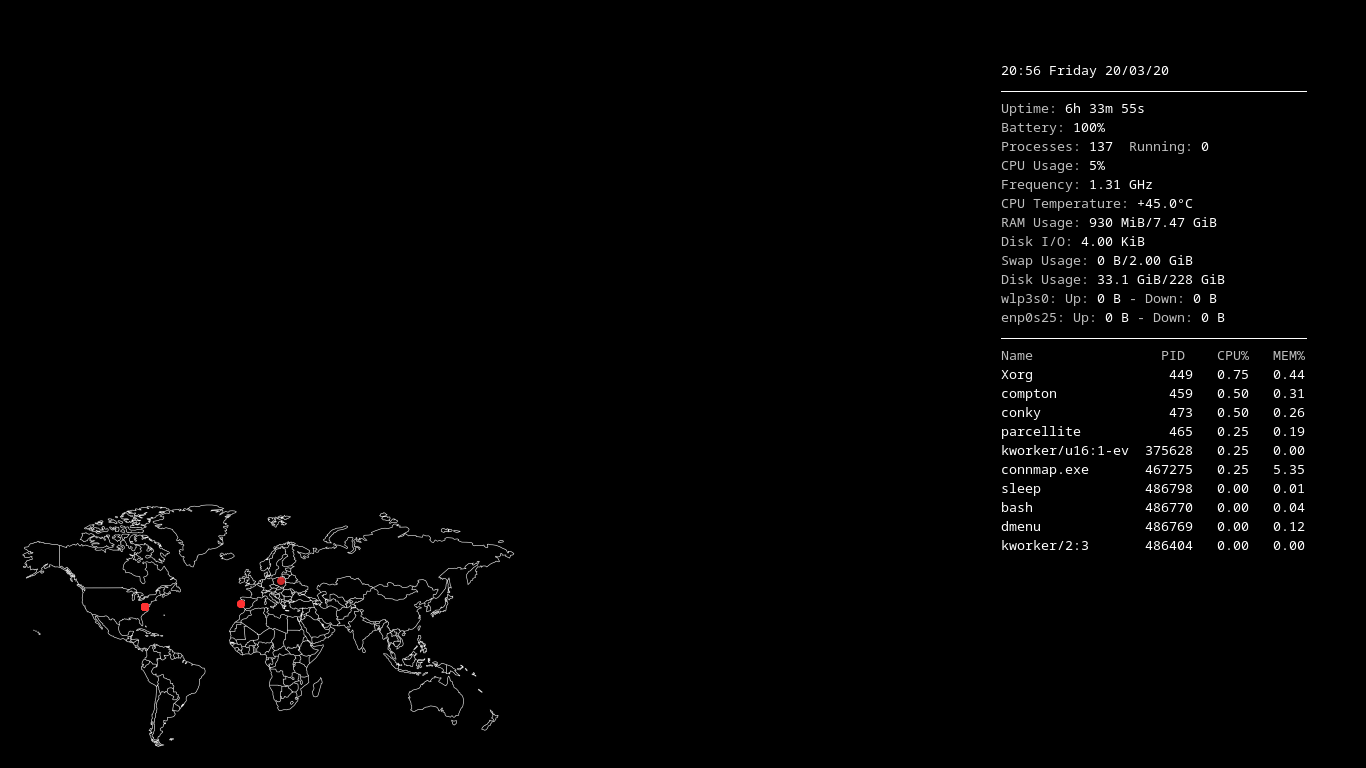 20:56 Friday 20/03/20
Uptime: 6h 33m 55s
Battery: 100%
Processes: 137  Running: 0
CPU Usage: 5%
Frequency: 1.31 GHz
CPU Temperature: +45.0°C
RAM Usage: 930 MiB/7.47 GiB
Disk I/O: 4.00 KiB
Swap Usage: 0 B/2.00 GiB
Disk Usage: 33.1 GiB/228 GiB
wlp3s0: Up: 0 B - Down: 0 B
enp0s25: Up: 0 B - Down: 0 B
Name PID CPU% MEM%
Xorg 449 0.75 0.44
compton 459 0.50 0.31
conky 473 0.50 0.26
parcellite 465 0.25 0.19
kworker/u16:1-ev 375628 0.25 0.00
connmap.exe 467275 0.25 5.35
sleep 486798 0.00 0.01
bash 486770 0.00 0.04
dmenu 486769 0.00 0.12
kworker/2:3 486404 0.00 0.00